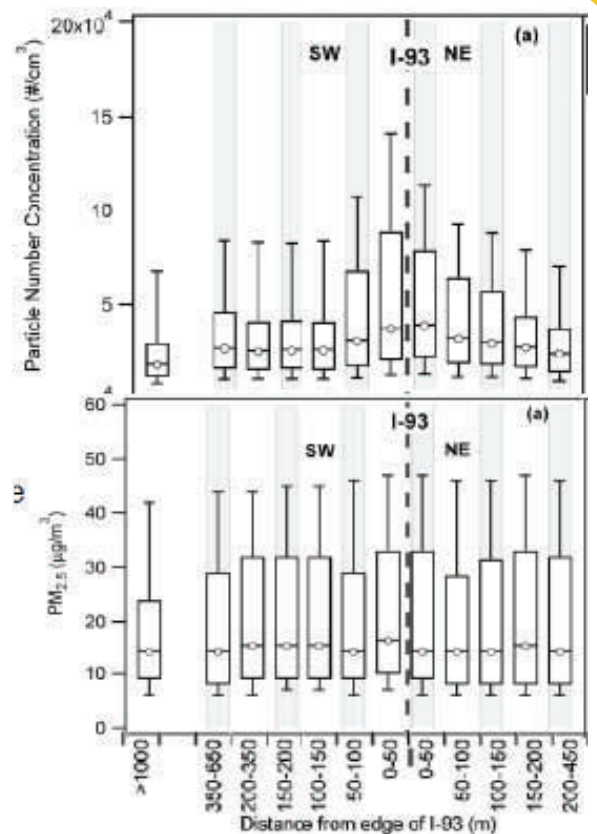 20x10⁴
(a)
SW I-93 NE
15
10
5
Particle Number Concentration (#/cm³)
4
60
(a)
I-93
SW NE
50
40
30
20
10
0
PM₂.₅ (µg/m³)
>1000
350-650
200-350
150-200
100-150
50-100
0-50
0-50
50-100
100-150
150-200
200-450
Distance from edge of I-93 (m)